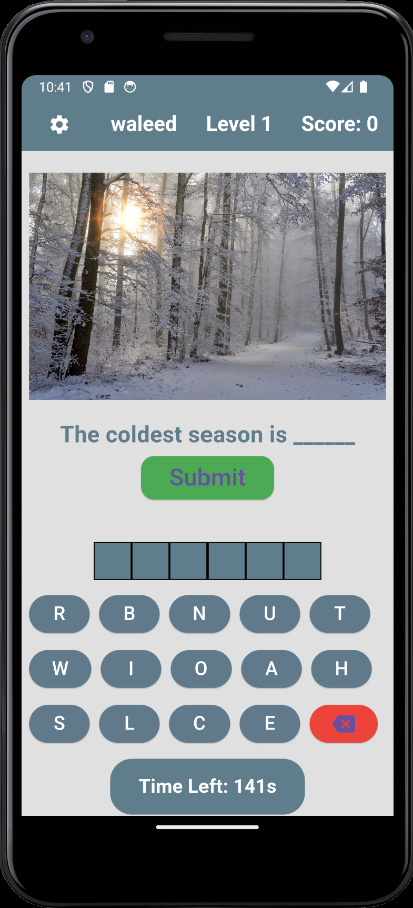 10:41
waleed Level 1 Score: 0
The coldest season is ______
Submit
R B N U T
W I O A H
S L C E
Time Left: 141s